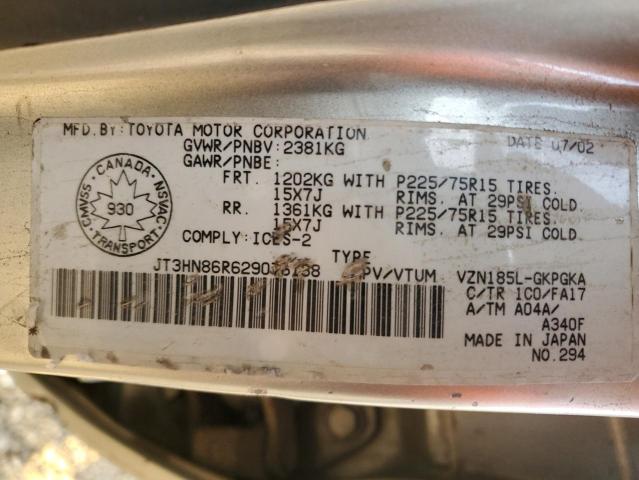 MFD.BY:TOYOTA MOTOR CORPORATION
GVWR/PNBV:2381KG DATE 07/02
GAWR/PNBE:
FRT. 1202KG WITH P225/75R15 TIRES.
15X7J RIMS. AT 29PSI COLD.
RR. 1361KG WITH P225/75R15 TIRES.
15X7J RIMS. AT 29PSI COLD
COMPLY: ICES-2
CANADA
CMVSS NSVAC
930
TRANSPORT
TYPE
MPV/VTUM VZN185L-GKPGKA
C/TR 1C0/FA17
A/TM A04A/
A340F
MADE IN JAPAN
NO.294